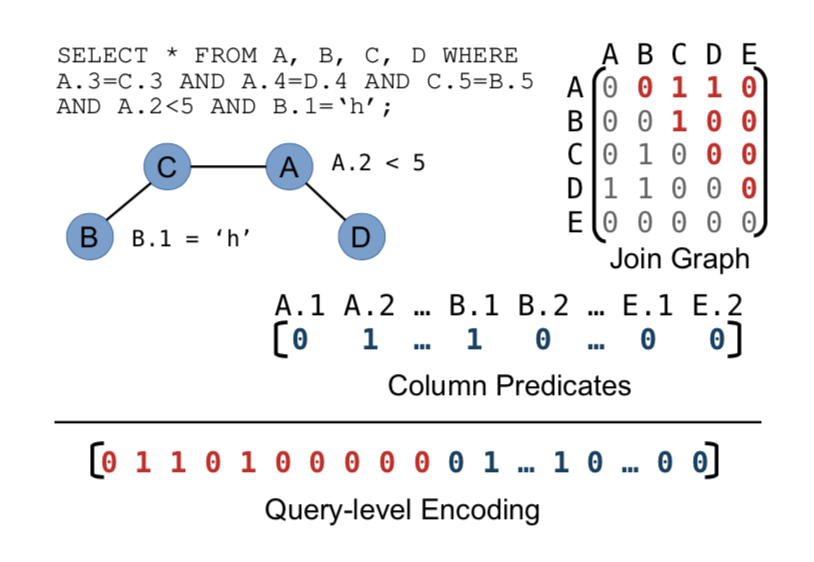 SELECT * FROM A, B, C, D WHERE
A.3=C.3 AND A.4=D.4 AND C.5=B.5
AND A.2<5 AND B.1=‘h’;
A B C D E
A 0 0 1 1 0
B 0 0 1 0 0
C 0 1 0 0 0
D 1 1 0 0 0
E 0 0 0 0 0
Join Graph
C A A.2 < 5
B B.1 = ‘h’ D
A.1 A.2 … B.1 B.2 … E.1 E.2
[0 1 … 1 0 … 0 0]
Column Predicates
[0 1 1 0 1 0 0 0 0 0 0 1 … 1 0 … 0 0]
Query-level Encoding